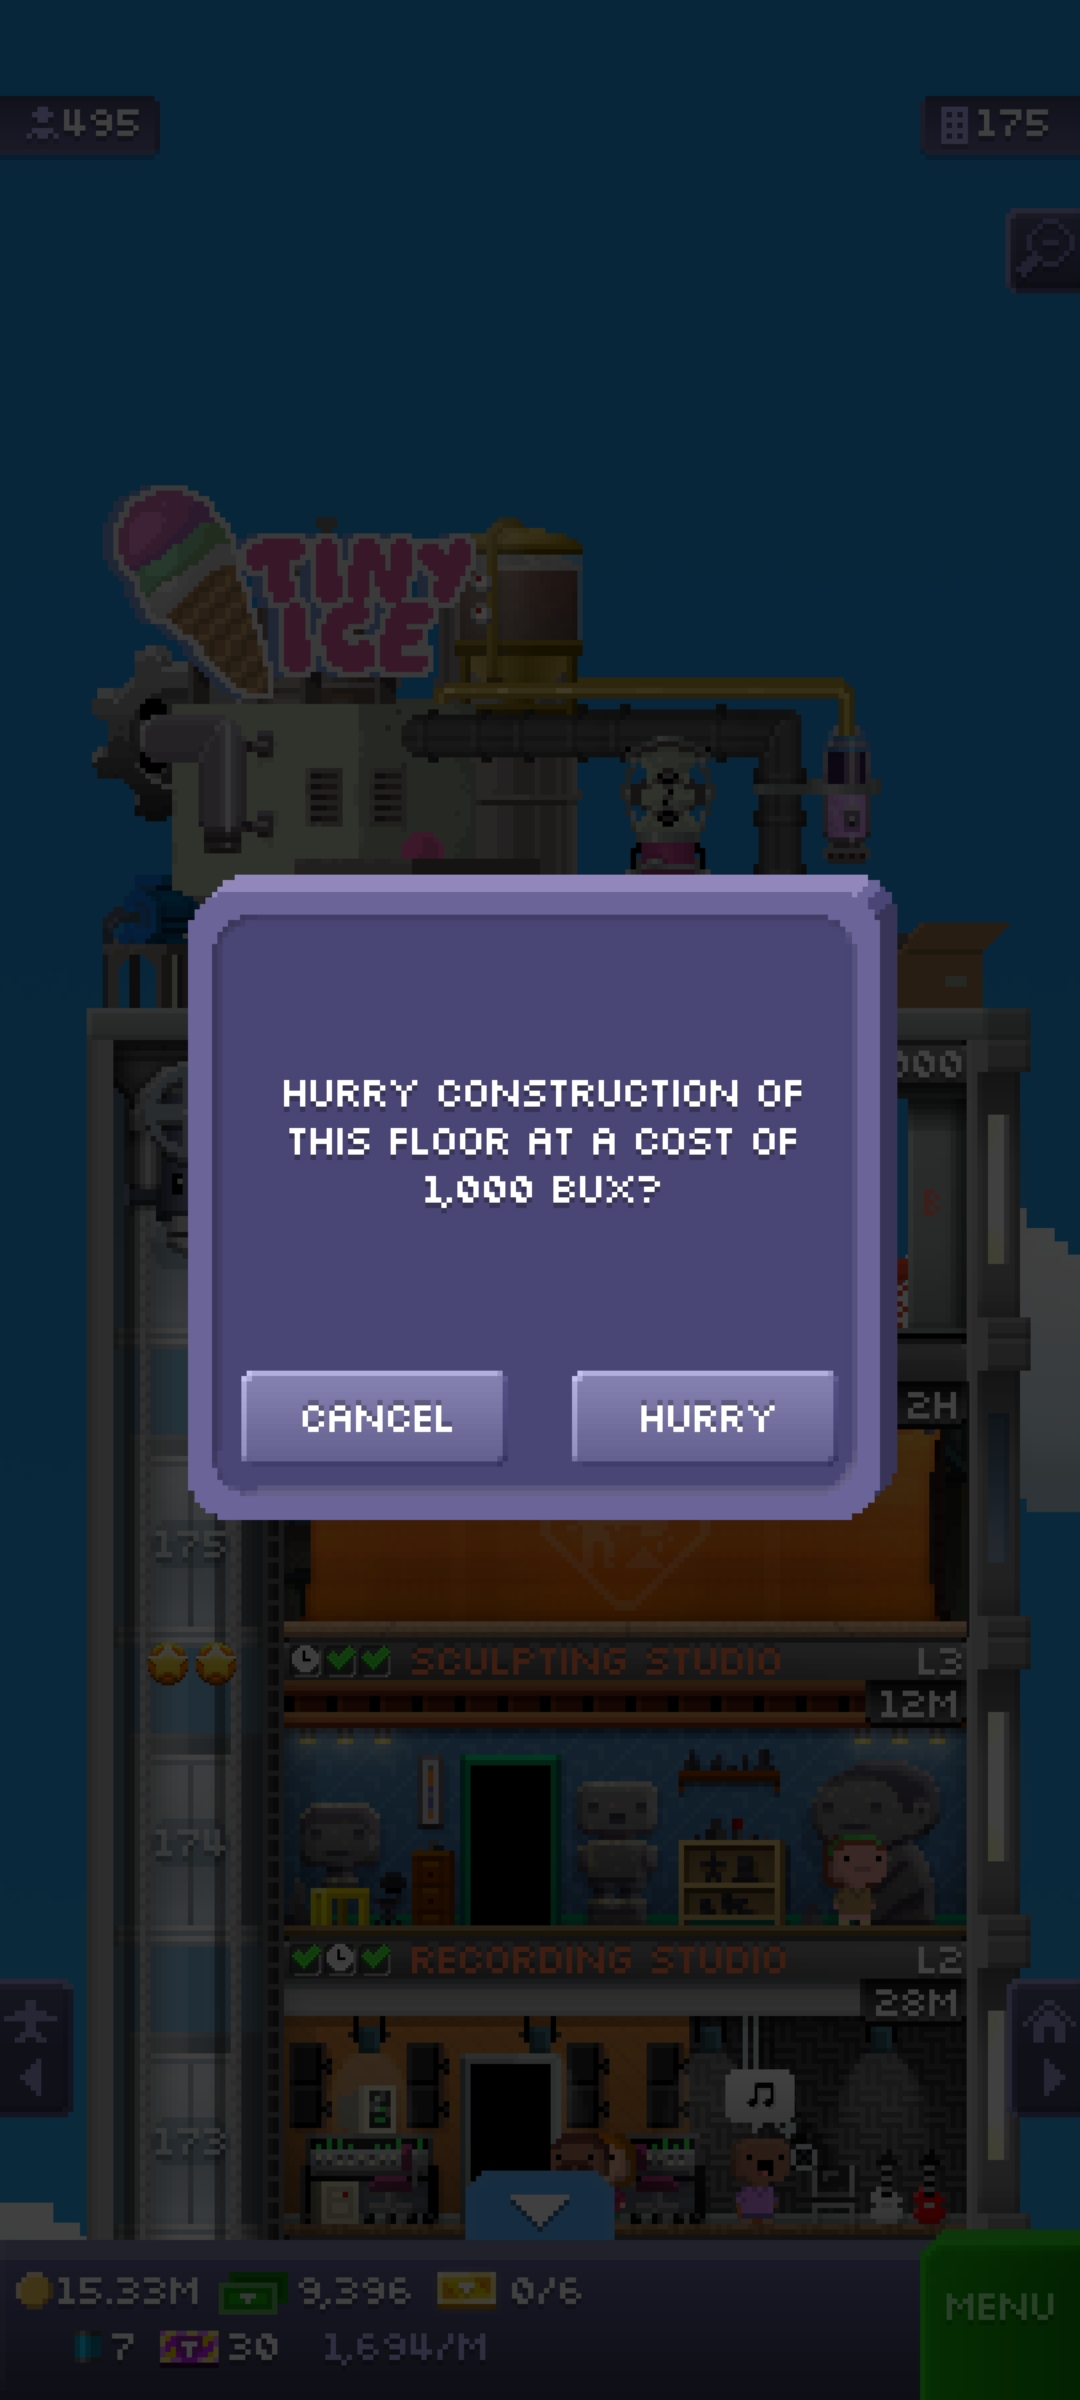 495
175
TINY
ICE
000
HURRY CONSTRUCTION OF
THIS FLOOR AT A COST OF
1,000 BUX?
B
CANCEL
HURRY
2H
175
SCULPTING STUDIO
L3
12M
174
RECORDING STUDIO
L2
28M
173
15.33M
9,396
0/6
MENU
7
T
30
1,694/M